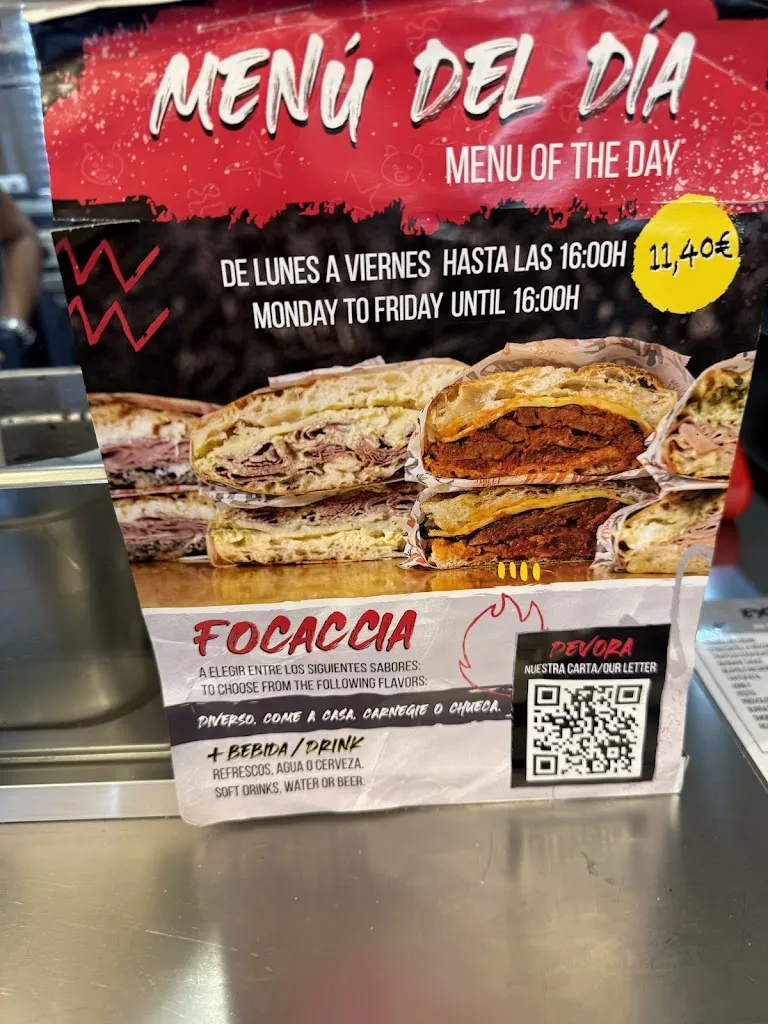 MENÚ DEL DÍA
MENU OF THE DAY
DE LUNES A VIERNES HASTA LAS 16:00H
11,40€
MONDAY TO FRIDAY UNTIL 16:00H
FOCACCIA
A ELEGIR ENTRE LOS SIGUIENTES SABORES:
TO CHOOSE FROM THE FOLLOWING FLAVORS:
DIVERSO, COME A CASA, CARNEGIE O CHUECA.
+ BEBIDA / DRINK
REFRESCOS, AGUA O CERVEZA.
SOFT DRINKS, WATER OR BEER.
DEVORA
NUESTRA CARTA/OUR LETTER